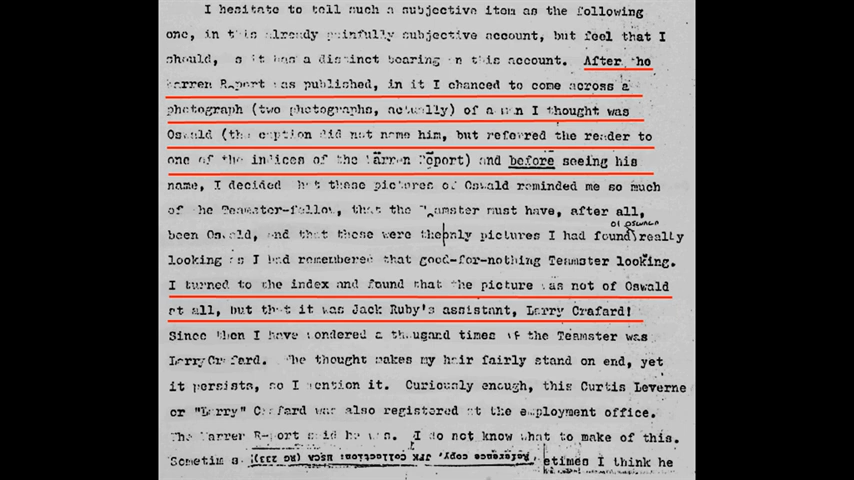 I hesitate to tell such a subjective item as the following
one, in this already painfully subjective account, but feel that I
should, s it has a distinct bearing on this account. After ho
arren Report was published, in it I chanced to come across a
photograph (two photographs, actually) of a man I thought was
Oswald (the caption did not name him, but referred the reader to
one of the indices of the Warren Report) and before seeing his
name, I decided hat these pictures of Oswald reminded me so much
of he Teamster-fellow, that the Teamster must have, after all,
of Oswald
been Oswald, and that these were the only pictures I had found really
looking as I had remembered that good-for-nothing Teamster looking.
I turned to the index and found that the picture was not of Oswald
at all, but that it was Jack Ruby's assistant, Larry Crafard!
Since then I have wondered a thousand times if the Teamster was
Larry Crafard. The thought makes my hair fairly stand on end, yet
it persists, so I mention it. Curiously enough, this Curtis Leverne
or "Larry" Crafard was also registered at the employment office.
The Warren Report said he was. I do not know what to make of this.
Sometim s etimes I think he
Reference copy, JFK Collection: HSCA (RG 233)